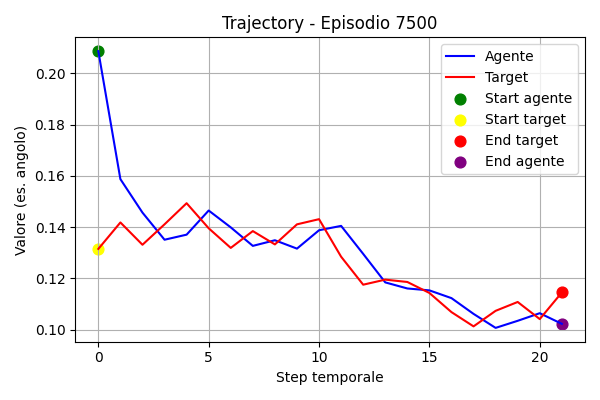 Trajectory - Episodio 7500
Valore (es. angolo)
0.20
0.18
0.16
0.14
0.12
0.10
Agente
Target
Start agente
Start target
End target
End agente
0 5 10 15 20
Step temporale